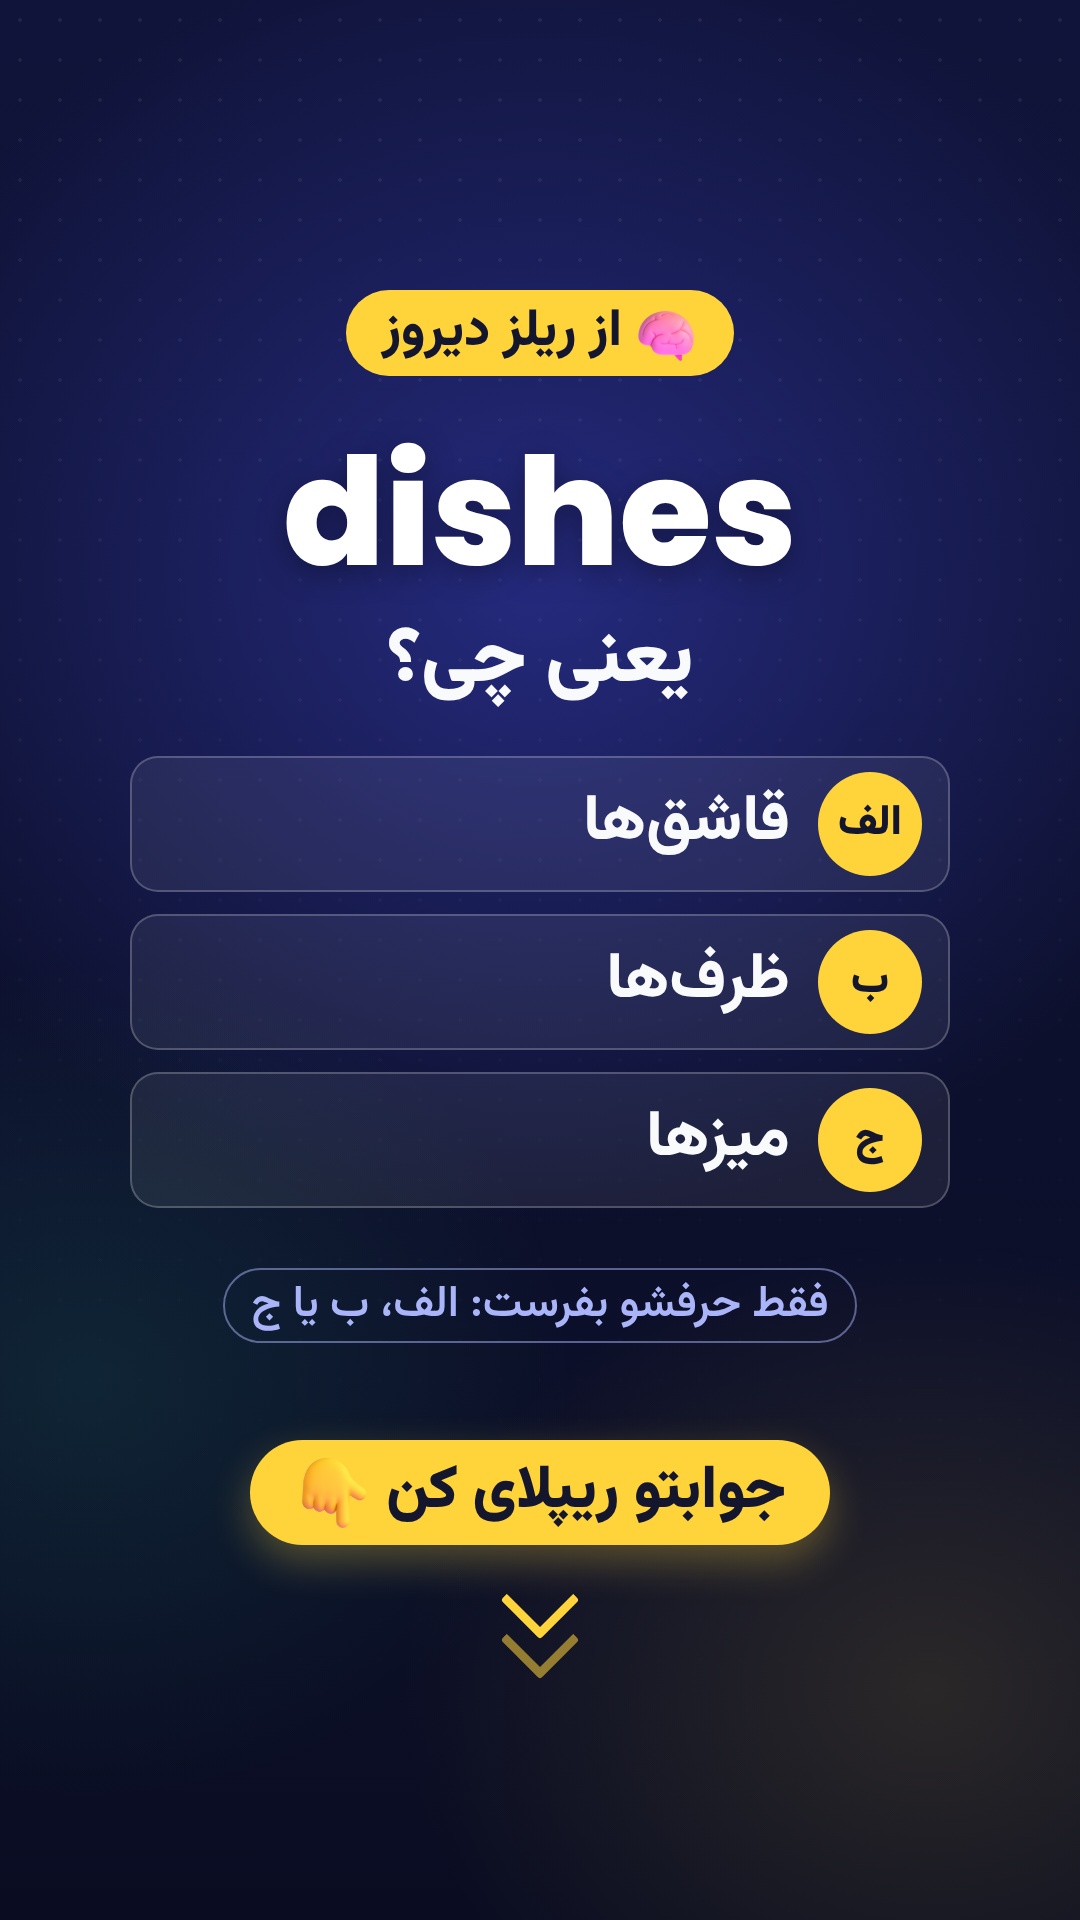 🧠 از ریلز دیروز
dishes
یعنی چی؟
الف قاشق‌ها
ب ظرف‌ها
ج میزها
فقط حرفشو بفرست: الف، ب یا ج
جوابتو ریپلای کن 👇